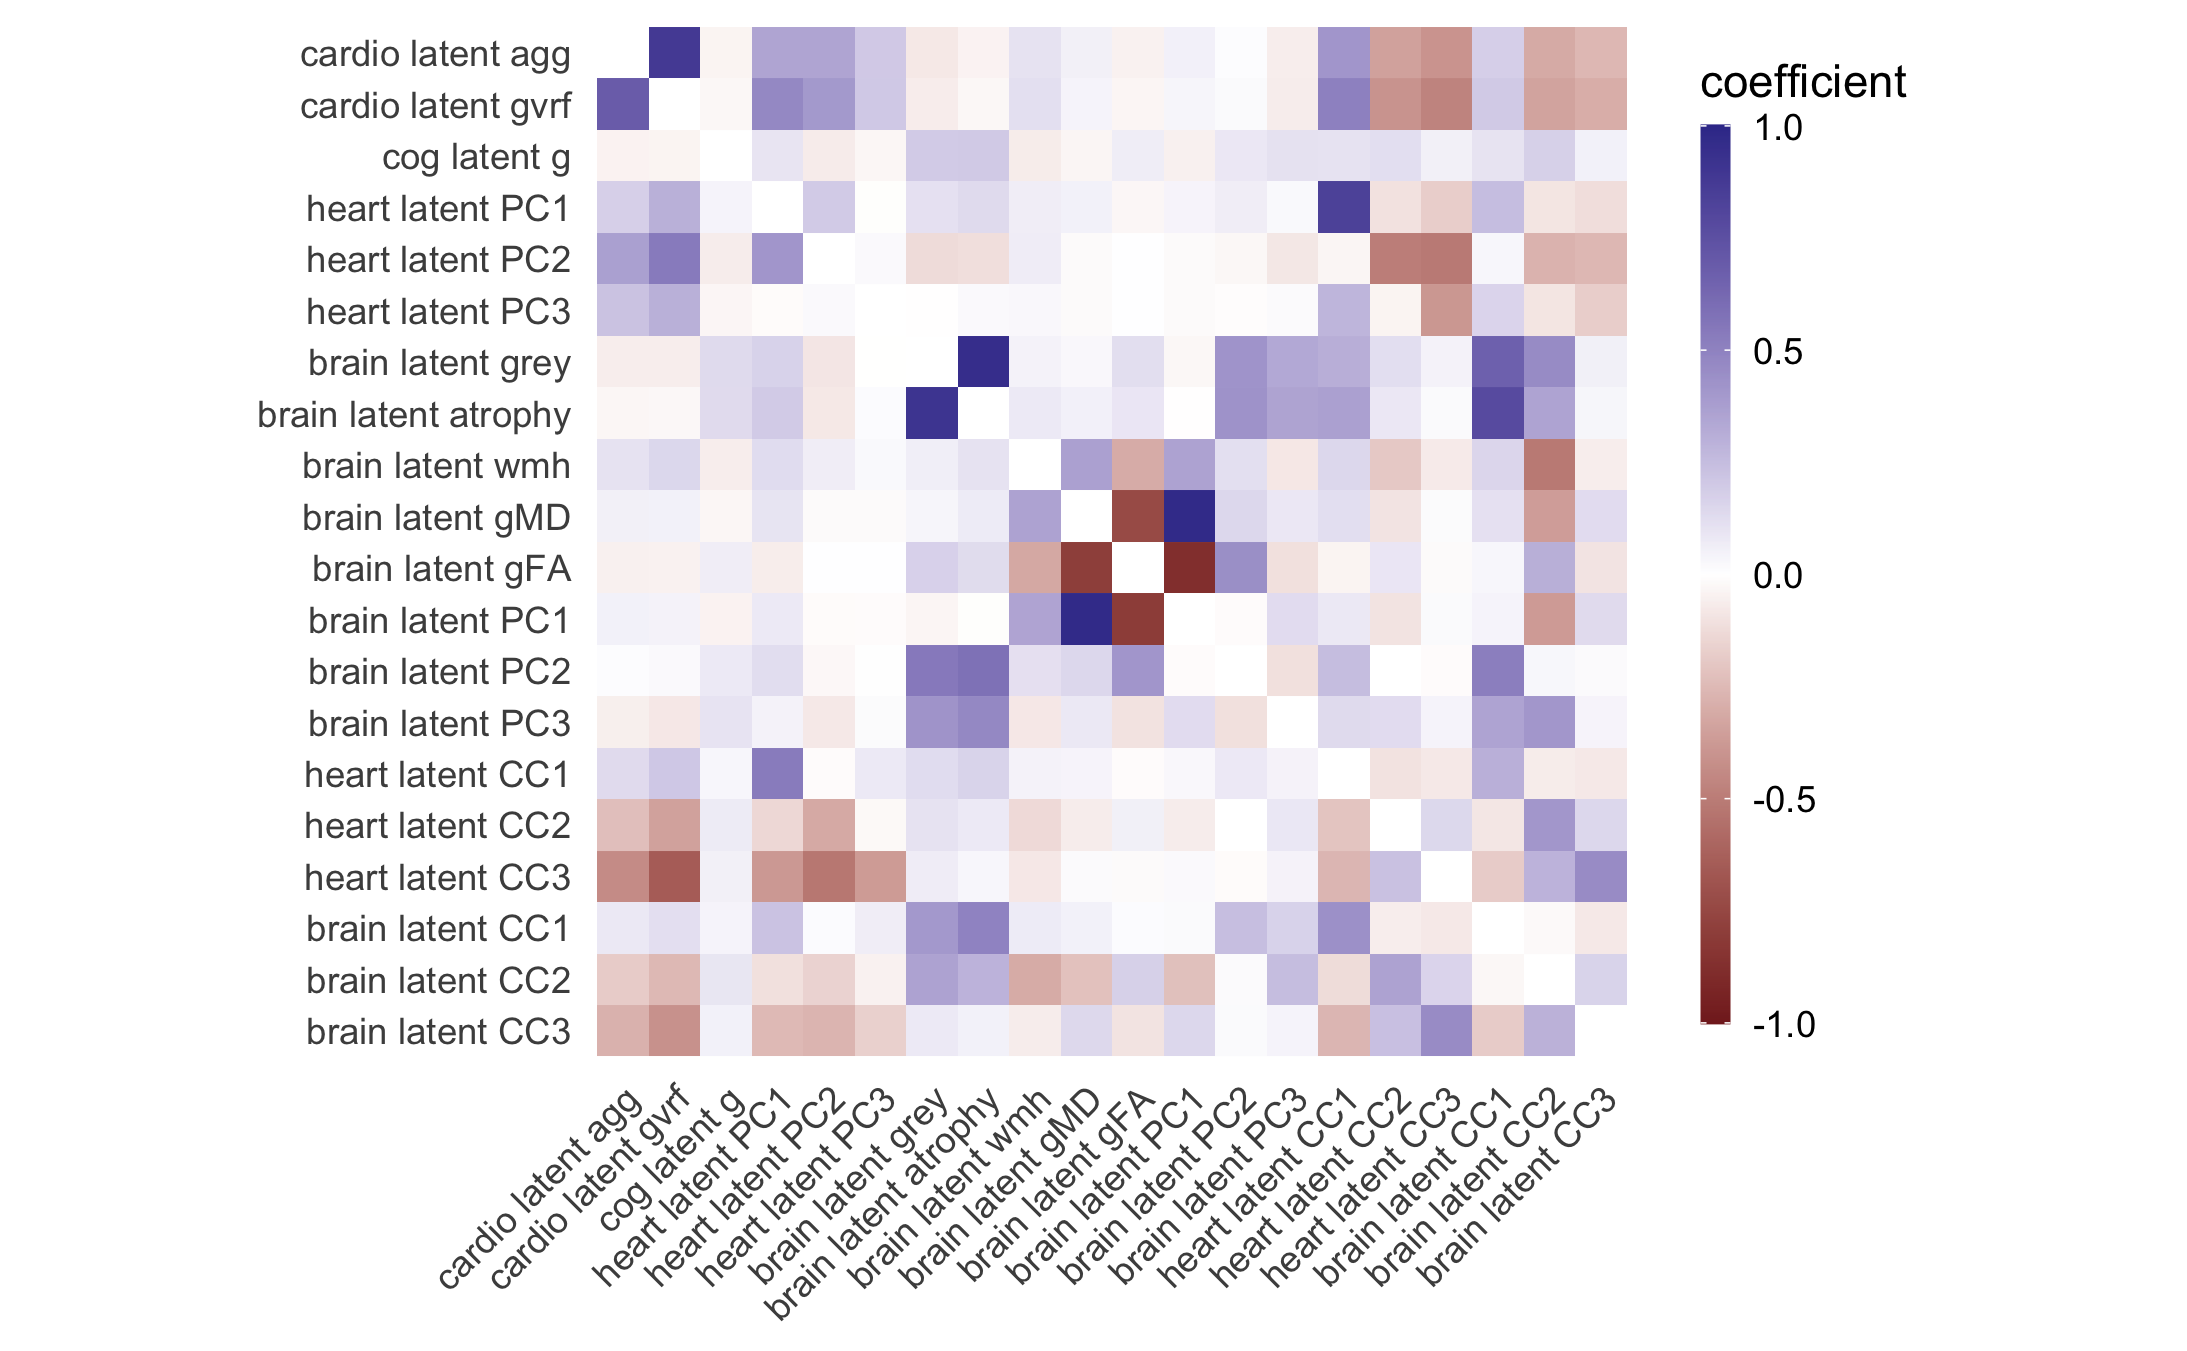 cardio latent agg
cardio latent gvrf
cog latent g
heart latent PC1
heart latent PC2
heart latent PC3
brain latent grey
brain latent atrophy
brain latent wmh
brain latent gMD
brain latent gFA
brain latent PC1
brain latent PC2
brain latent PC3
heart latent CC1
heart latent CC2
heart latent CC3
brain latent CC1
brain latent CC2
brain latent CC3
cardio latent agg
cardio latent gvrf
cog latent g
heart latent PC1
heart latent PC2
heart latent PC3
brain latent grey
brain latent atrophy
brain latent wmh
brain latent gMD
brain latent gFA
brain latent PC1
brain latent PC2
brain latent PC3
heart latent CC1
heart latent CC2
heart latent CC3
brain latent CC1
brain latent CC2
brain latent CC3
coefficient
1.0
0.5
0.0
-0.5
-1.0